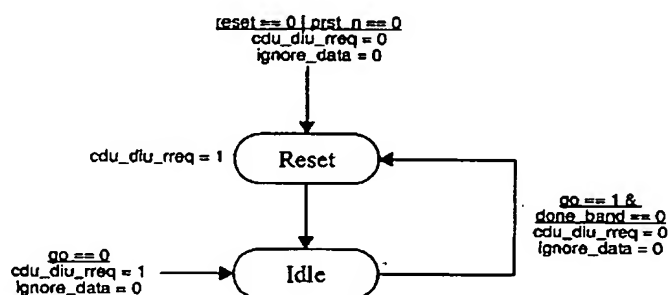 reset == 0 | prst_n == 0
cdu_diu_rreq = 0
ignore_data = 0
cdu_diu_rreq = 1
Reset
go == 1 &
done_band == 0
cdu_diu_rreq = 0
ignore_data = 0
go == 0
cdu_diu_rreq = 1
ignore_data = 0
Idle